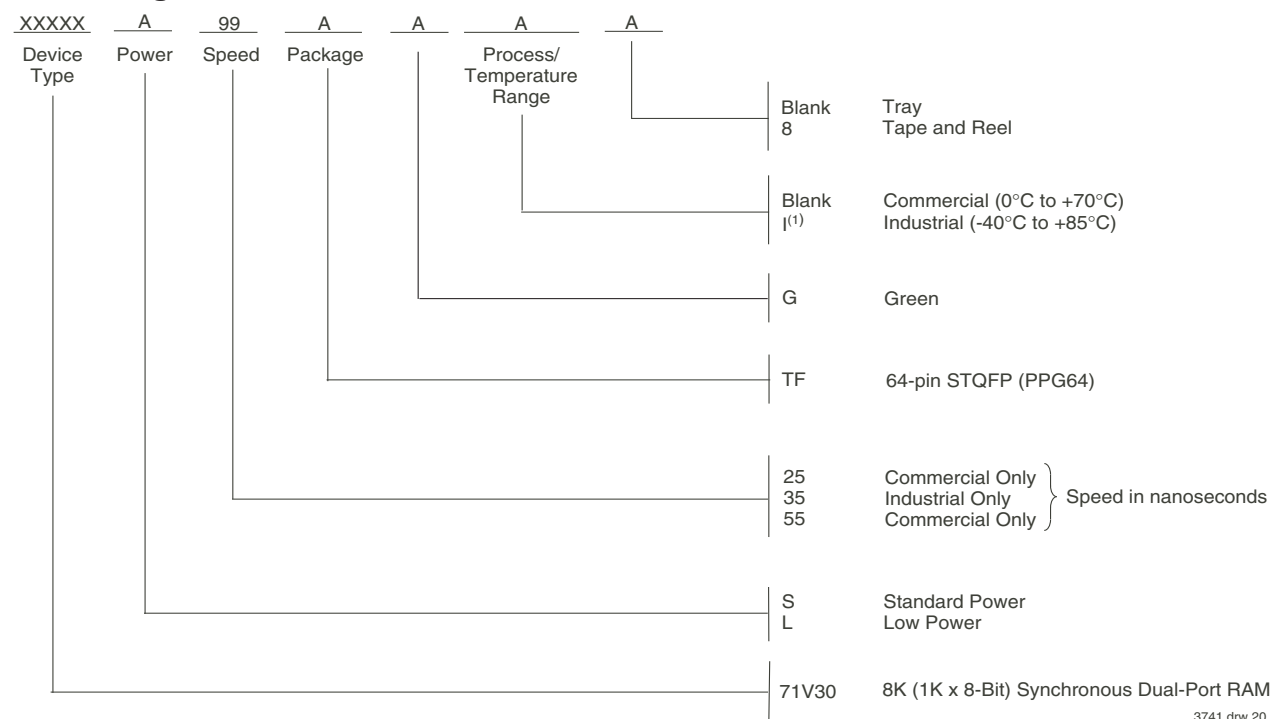 XXXXX A 99 A A A A
Device Type Power Speed Package Process/ Temperature Range
Blank Tray
8 Tape and Reel
Blank Commercial (0°C to +70°C)
I(1) Industrial (-40°C to +85°C)
G Green
TF 64-pin STQFP (PPG64)
25 Commercial Only
35 Industrial Only
55 Commercial Only
Speed in nanoseconds
S Standard Power
L Low Power
71V30 8K (1K x 8-Bit) Synchronous Dual-Port RAM
3741 drw 20